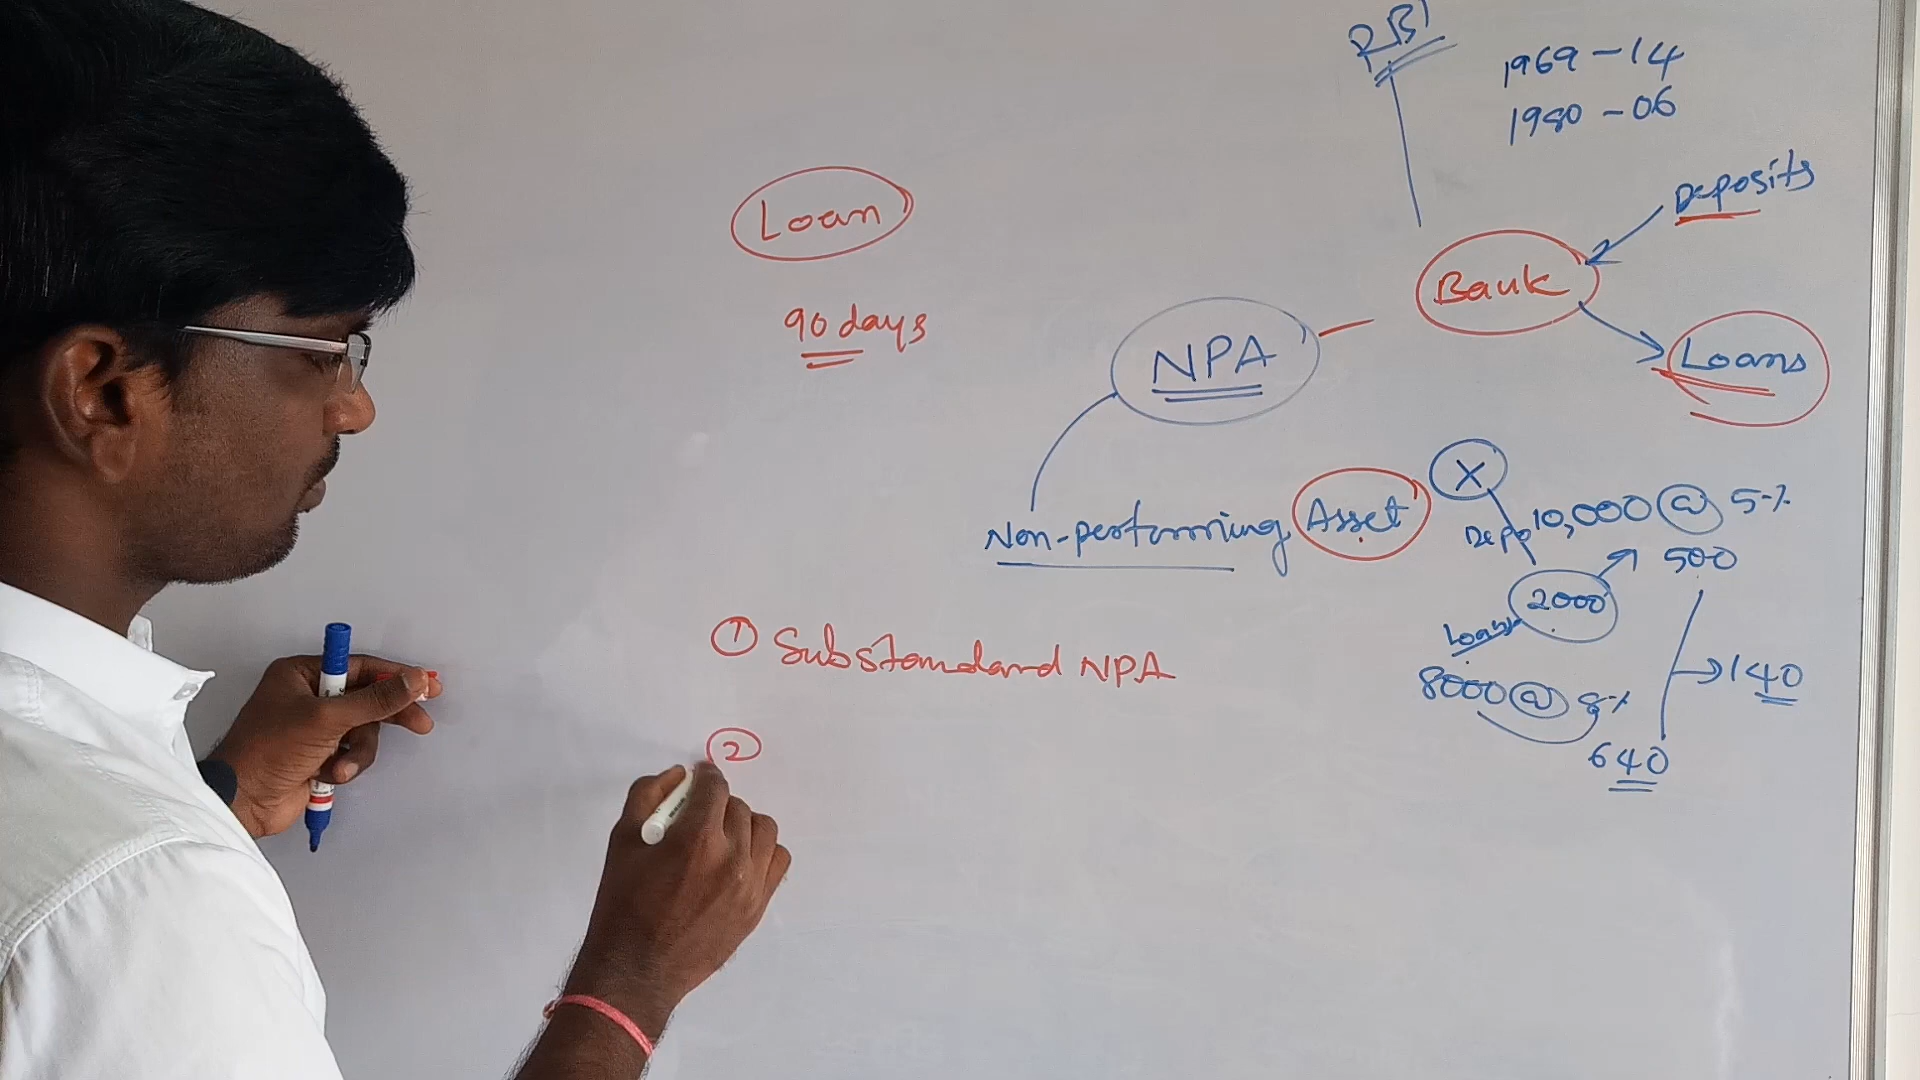 RBI
1969 - 14
1980 - 06
Deposits
Loan
Bank
90 days
NPA
Loans
X
Non-performing Asset
Depo 10,000 @ 5%
500
2000
① Substandard NPA
Loans
8000 @ 8%
140
②
640